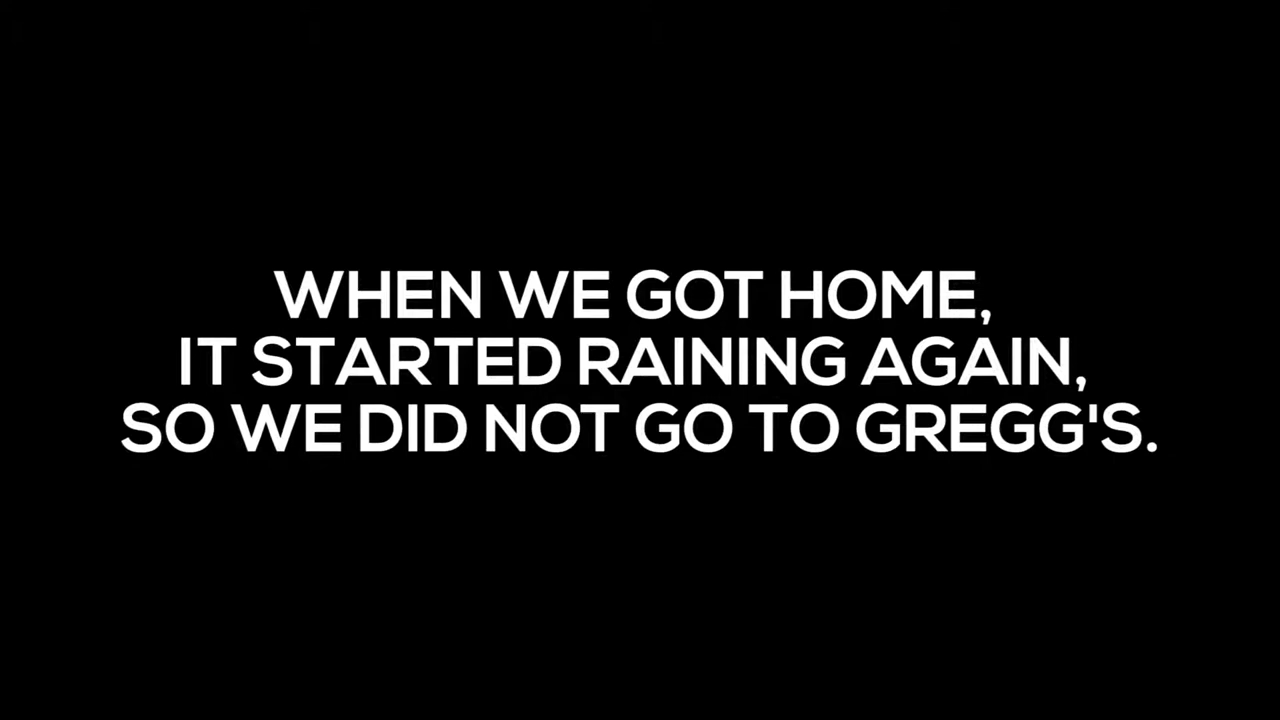 WHEN WE GOT HOME,
IT STARTED RAINING AGAIN,
SO WE DID NOT GO TO GREGG'S.